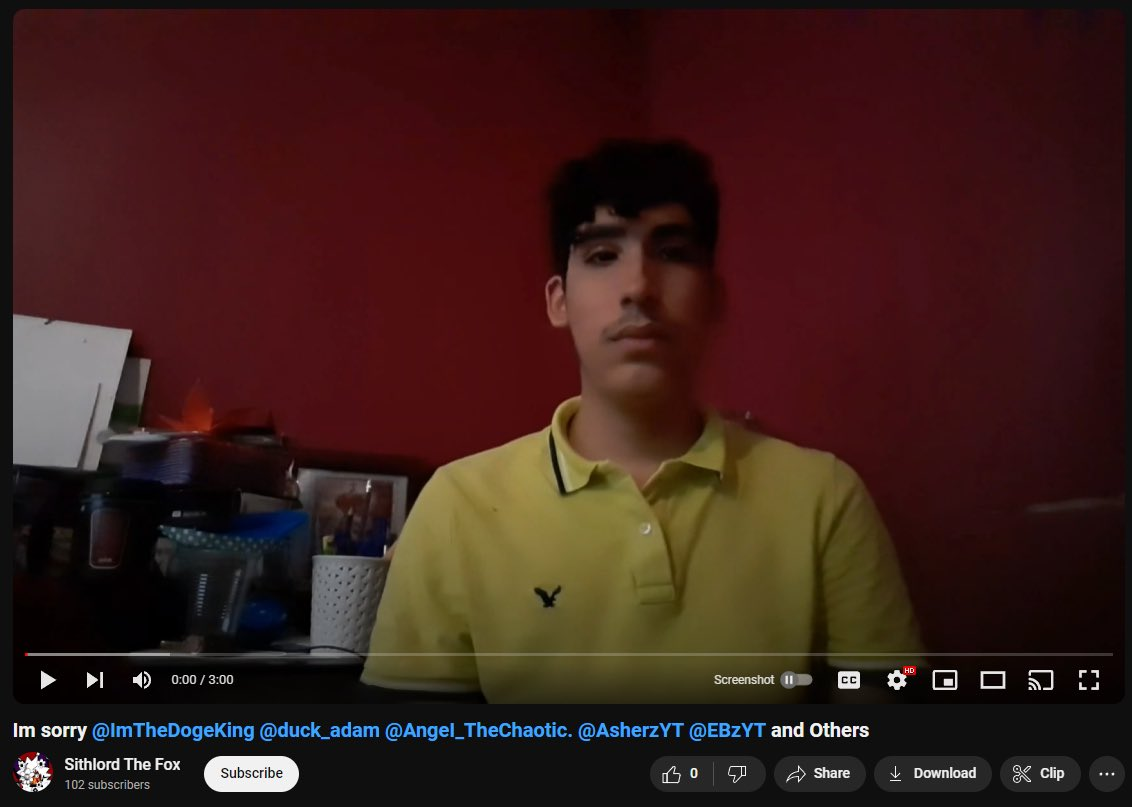 0:00 / 3:00
Screenshot
CC
HD
Im sorry @ImTheDogeKing @duck_adam @Angel_TheChaotic. @AsherzYT @EBzYT and Others
Sithlord The Fox
102 subscribers
Subscribe
0
Share
Download
Clip